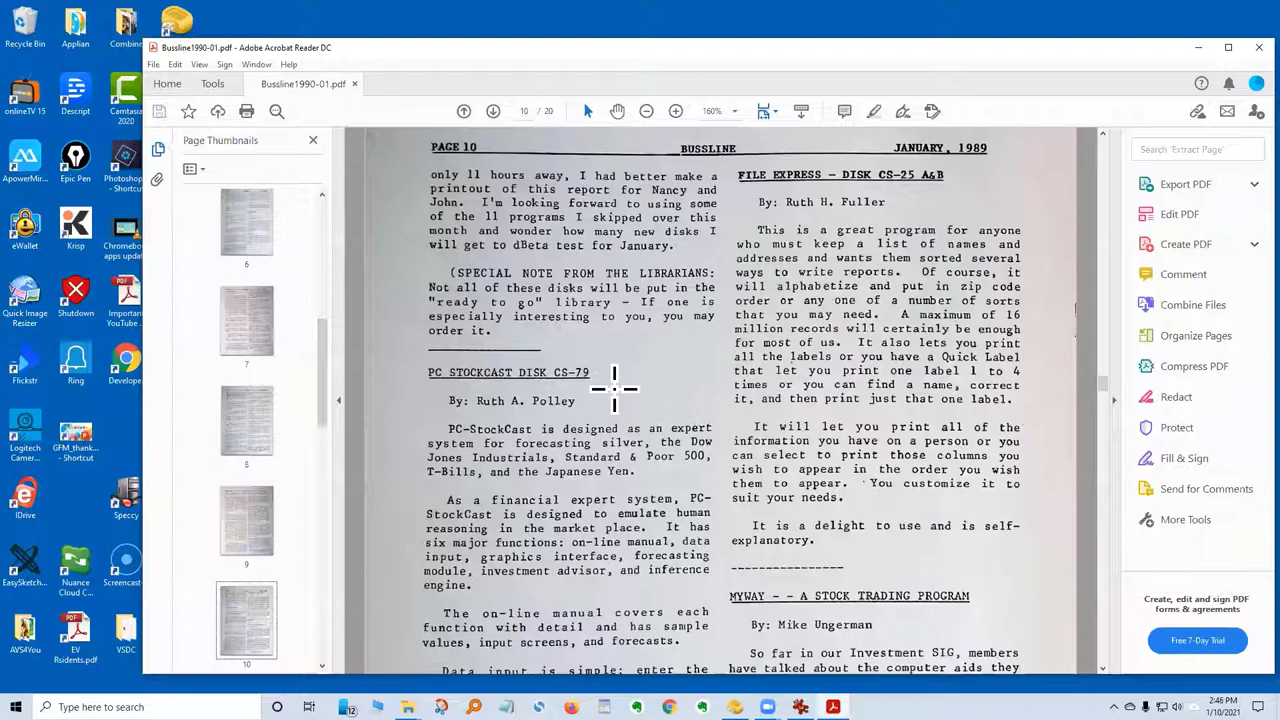 Recycle Bin
Applian
Combine
onlineTV 15
Descript
Camtasia 2020
APowerMir...
Epic Pen
Photoshop - Shortcut
eWallet
Krisp
Chromebo
apps updat
Quick Image Resizer
Shutdown
Important YouTube
Flickstr
Ring
Developer
Logitech Camer...
GFM_thank... - Shortcut
IDrive
Speccy
EasySketch...
Nuance Cloud C...
Screencast
AVS4You
EV Rsidents.pdf
VSDC
Bussline1990-01.pdf - Adobe Acrobat Reader DC
File Edit View Sign Window Help
Home Tools Bussline1990-01.pdf ×
10 / 20
160%
Page Thumbnails
6
7
8
9
10
PAGE 10 BUSSLINE JANUARY, 1989
only 11 hours away, I had better make a
printout of this report for Nancy and
John. I'm looking forward to using some
of the 11 programs I skipped over this
month and wonder how many new disks I
will get to dBeta test for January.
(SPECIAL NOTE FROM THE LIBRARIANS:
Not all of these disks will be put in the
"ready to go" library - If one is
especially interesting to you, you may
order it.
PC STOCKCAST DISK CS-79
By: Ruth A. Polley
PC-StockCast is designed as an expert
system for forecasting silver, the Dow
Jones Industrials, Standard & Poor 500,
T-Bills, and the Japanese Yen.
As a financial expert system, PC-
StockCast is designed to emulate human
reasoning in the market place. It has
six major functions: on-line manual, data
input, graphics interface, forecasting
module, investment advisor, and inference
engine.
The on-line manual covers each
function with detail and has sample
values, input screens, and forecasts.
Data input is simple: enter the
FILE EXPRESS - DISK CS-25 A&B
By: Ruth H. Fuller
This is a great program for anyone
who must keep a list of names and
addresses and wants them sorted several
ways to write reports. Of course, it
will alphabetize and put in zip code
order or any one of a number of sorts
that you may need. A maximum of 16
million records will certainly be enough
for most of us. It also lets you print
all the labels or you have a Quick Label
that let you print one label 1 to 4
times or you can find a name, correct
it, and then print just that one label.
It will let you print all of the
information you have on a person or you
can select to print those columns you
wish to appear in the order you wish
them to appear. You customize it to
suit your needs.
It is a delight to use and is self-
explanatory.
MYWAY - - A STOCK TRADING PROGRAM
By: Mike Ungerman
So far in our Investment SIG, members
have talked about the computer aids they
Search 'Extract Page'
Export PDF
Edit PDF
Create PDF
Comment
Combine Files
Organize Pages
Compress PDF
Redact
Protect
Fill & Sign
Send for Comments
More Tools
Create, edit and sign PDF
forms & agreements
Free 7-Day Trial
Type here to search
12
2:46 PM
1/10/2021